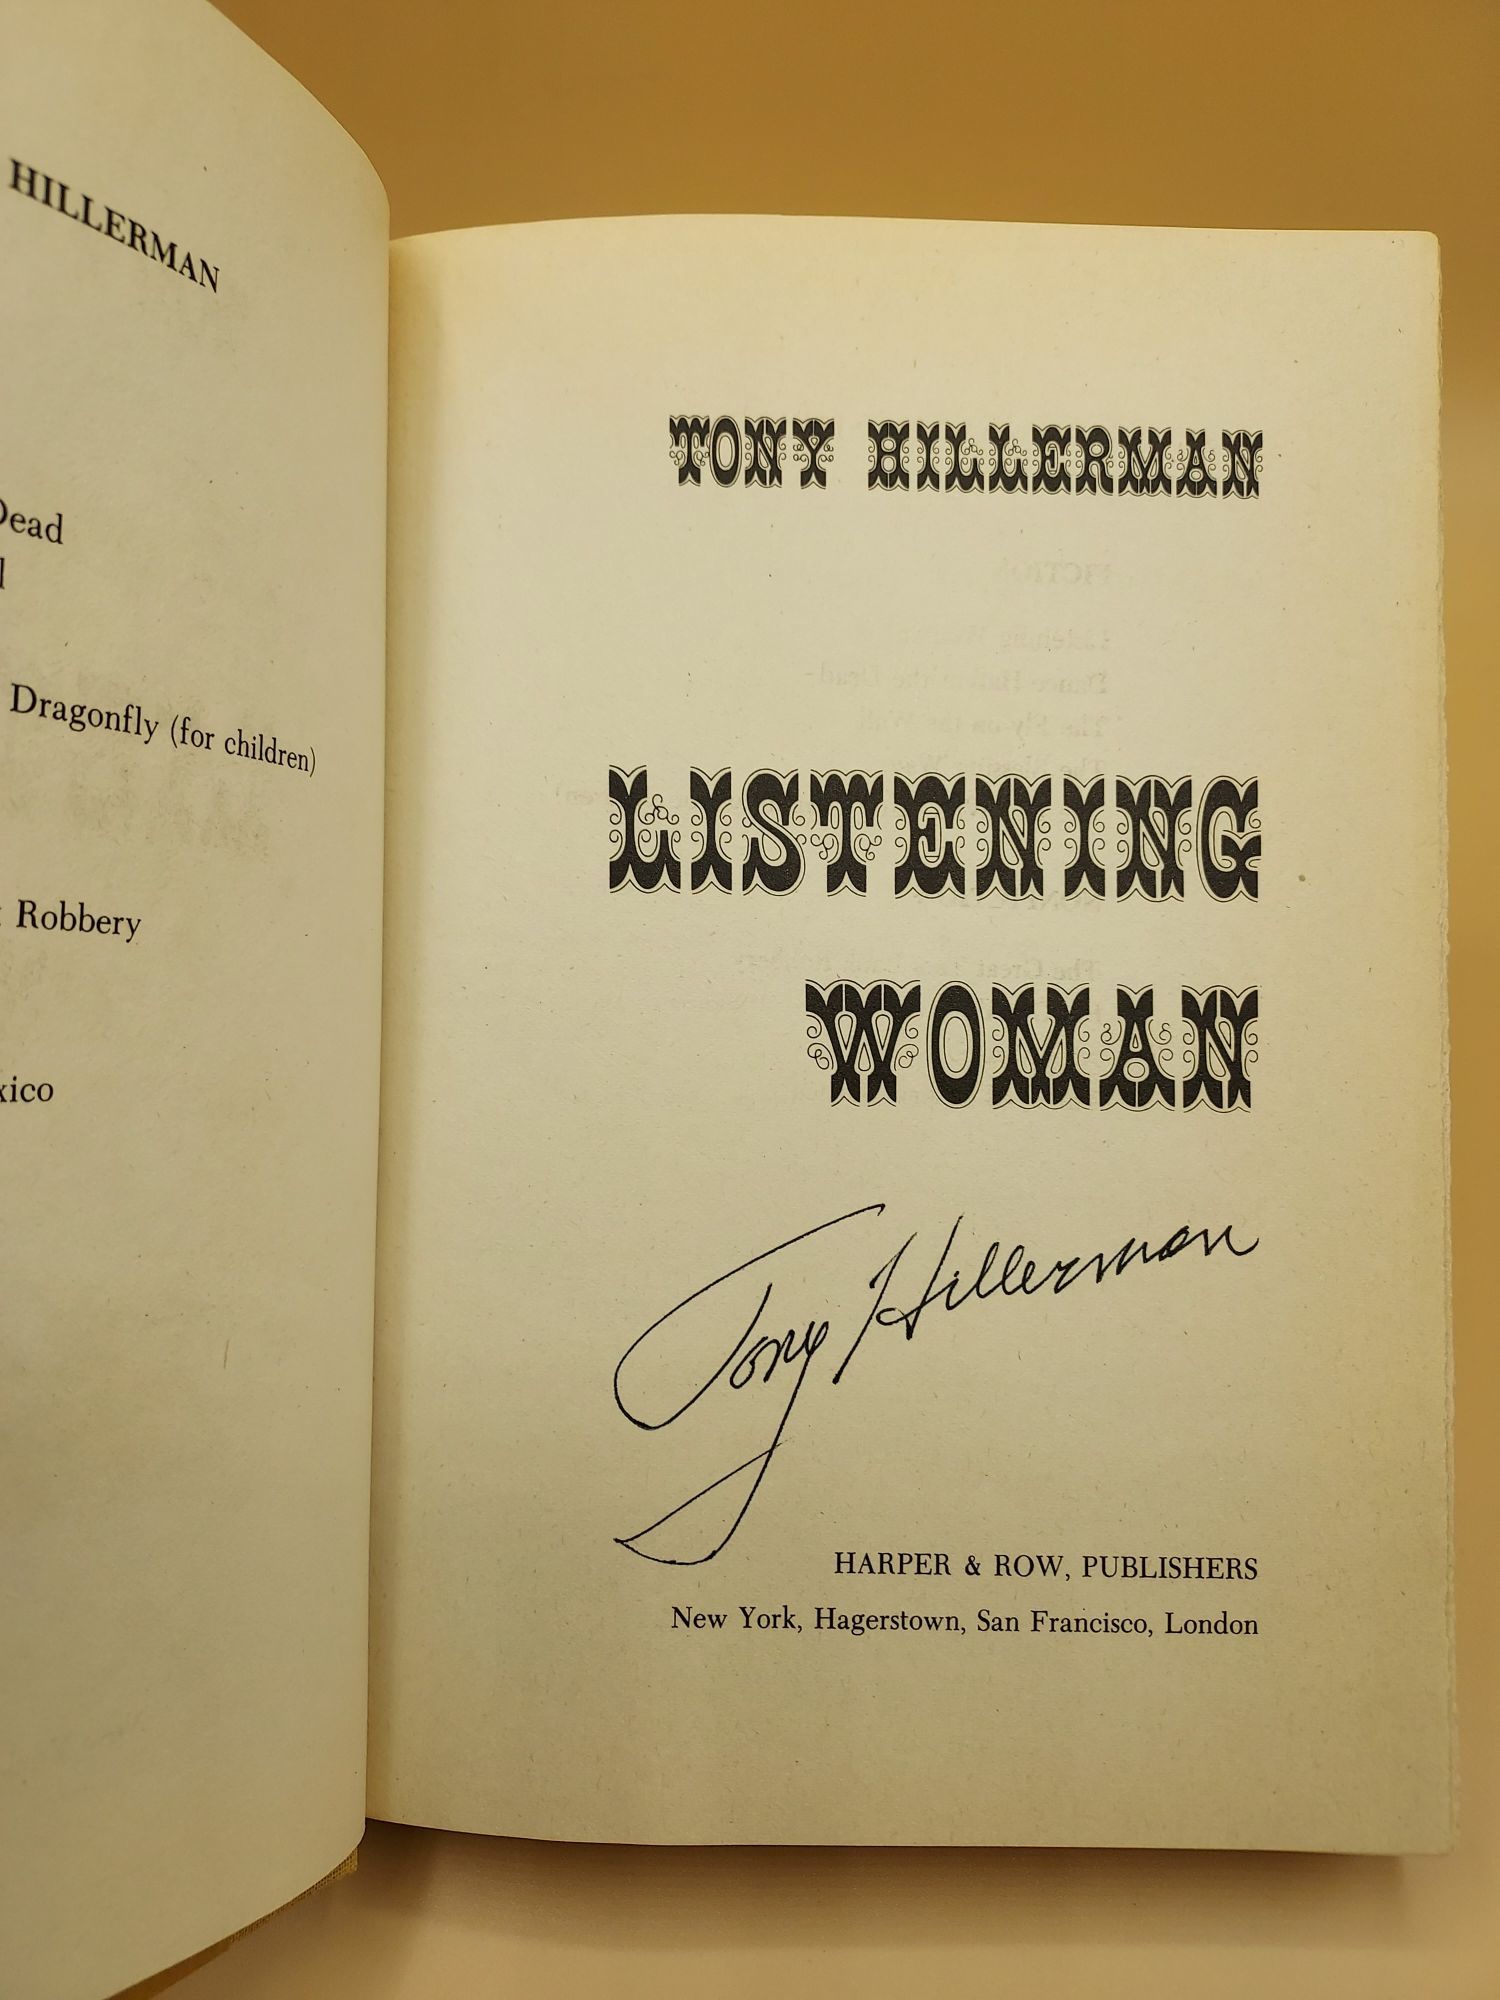 HILLERMAN
Dead
Dragonfly (for children)
Robbery
TONY HILLERMAN
LISTENING
WOMAN
Tony Hillerman
HARPER & ROW, PUBLISHERS
New York, Hagerstown, San Francisco, London